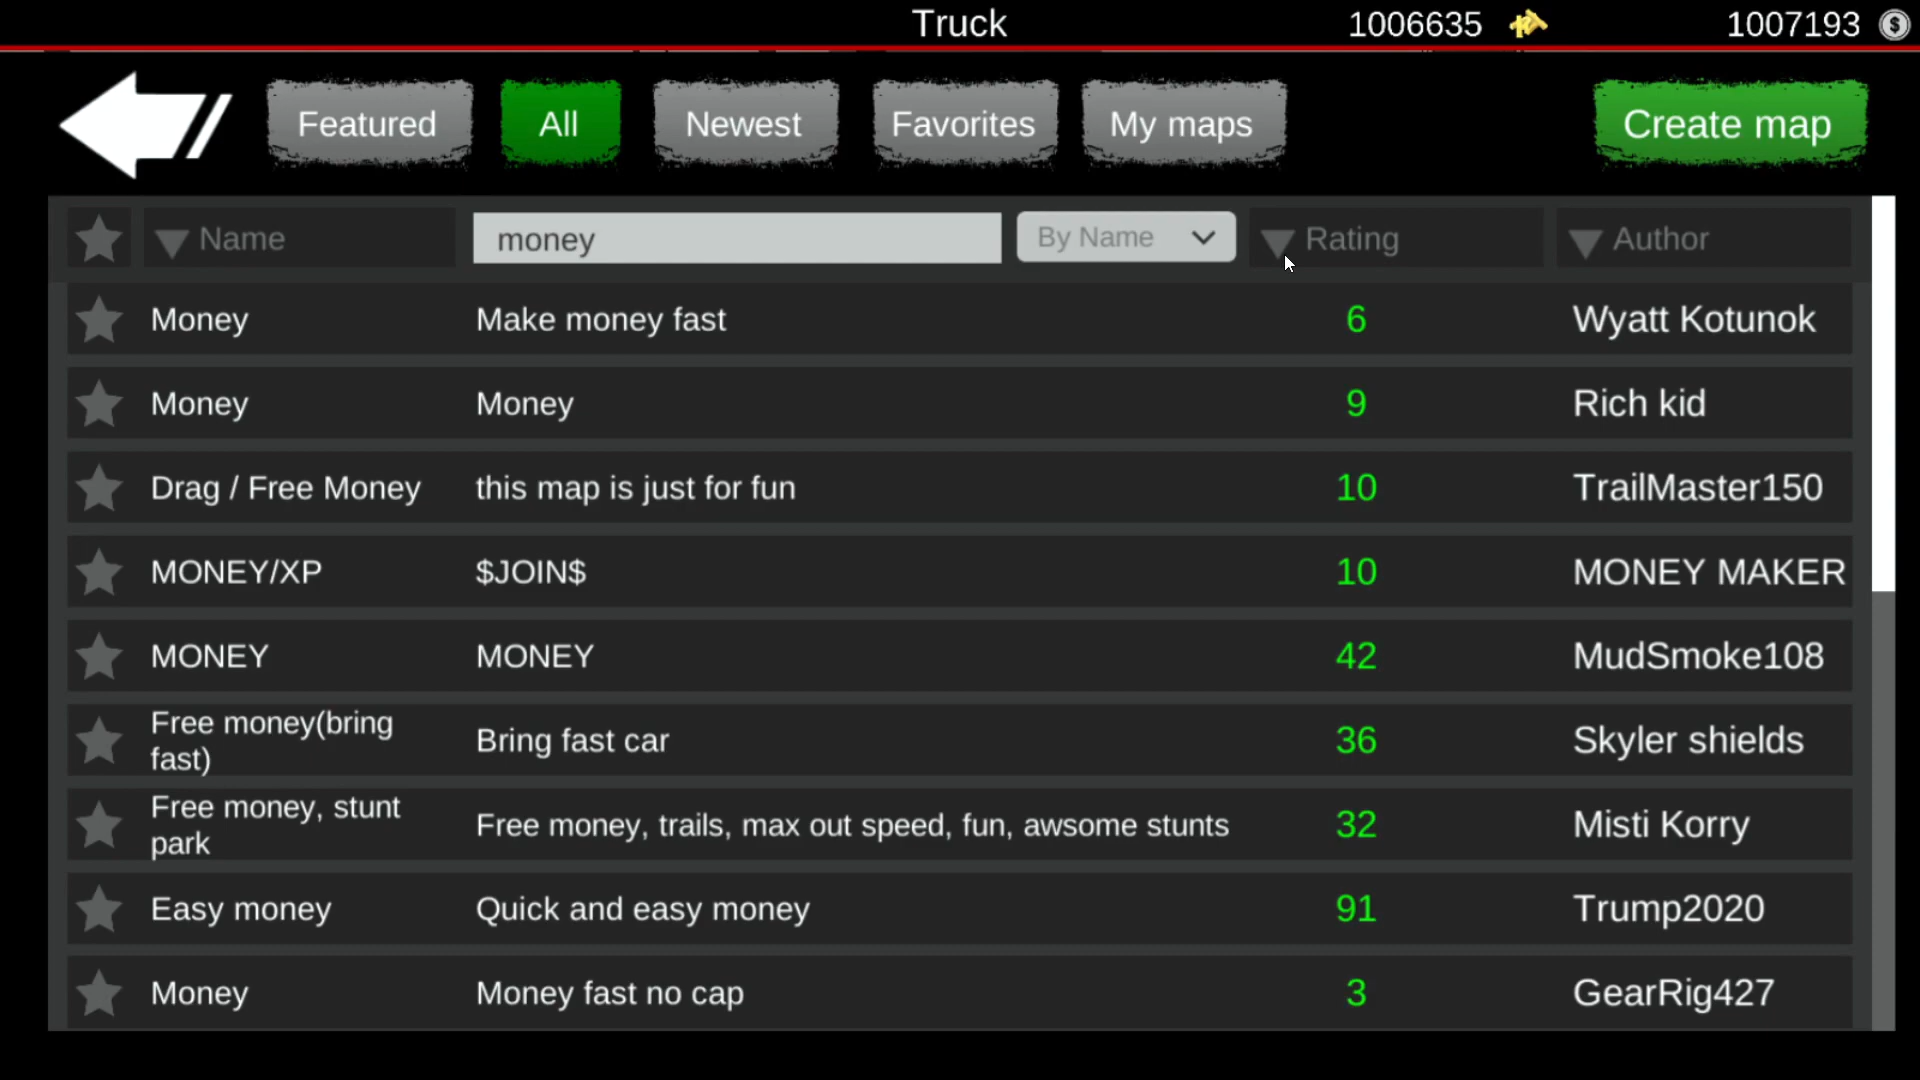 Truck 1006635 1007193
Featured All Newest Favorites My maps Create map
Name money By Name Rating Author
Money Make money fast 6 Wyatt Kotunok
Money Money 9 Rich kid
Drag / Free Money this map is just for fun 10 TrailMaster150
MONEY/XP $JOIN$ 10 MONEY MAKER
MONEY MONEY 42 MudSmoke108
Free money(bring
fast) Bring fast car 36 Skyler shields
Free money, stunt
park Free money, trails, max out speed, fun, awsome stunts 32 Misti Korry
Easy money Quick and easy money 91 Trump2020
Money Money fast no cap 3 GearRig427